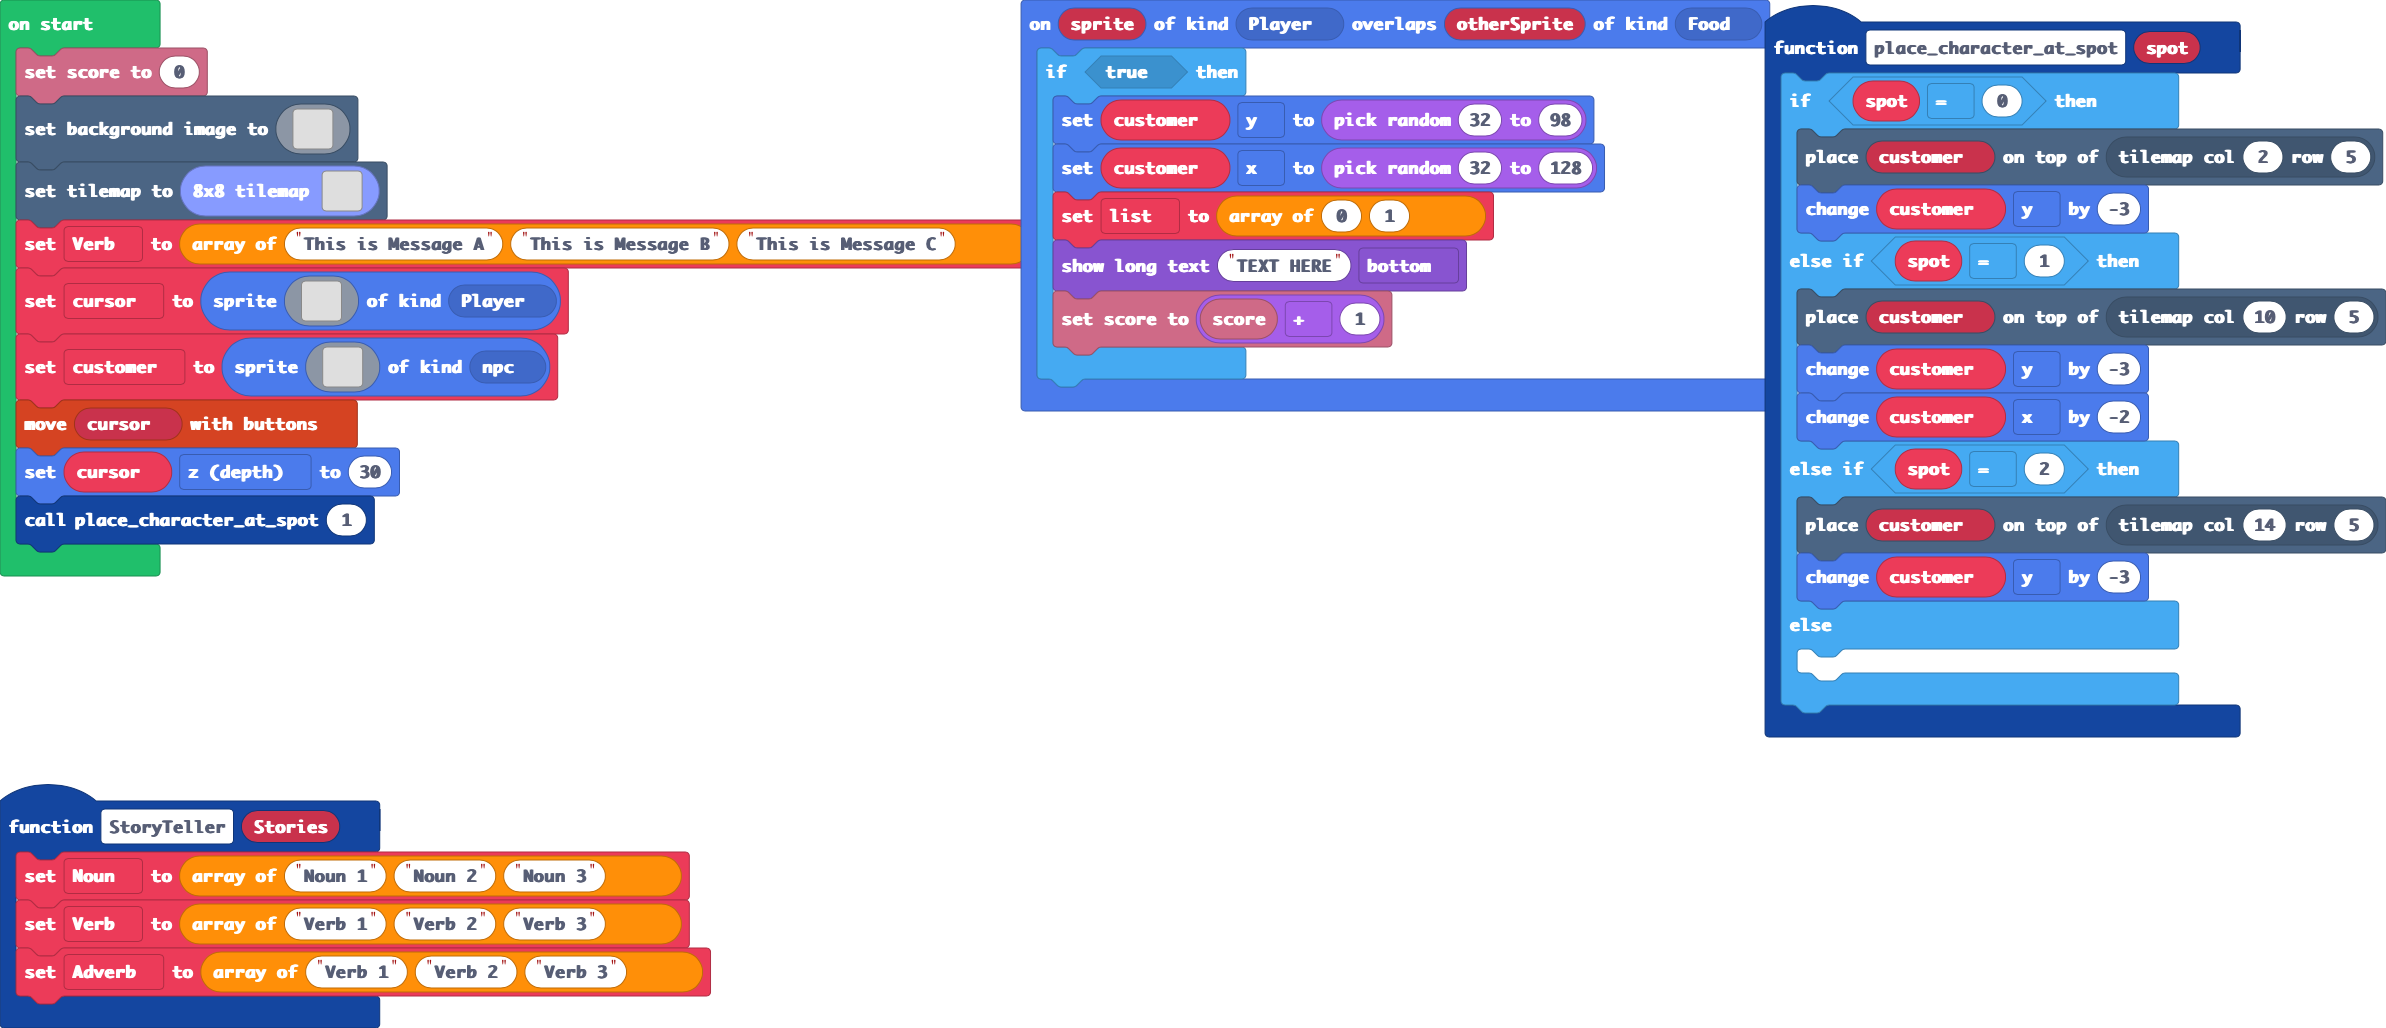 on start
set score to 0
set background image to
set tilemap to 8x8 tilemap
set Verb to array of "This is Message A" "This is Message B" "This is Message C"
set cursor to sprite of kind Player
set customer to sprite of kind npc
move cursor with buttons
set cursor z (depth) to 30
call place_character_at_spot 1
on sprite of kind Player overlaps otherSprite of kind Food
if true then
set customer y to pick random 32 to 98
set customer x to pick random 32 to 128
set list to array of 0 1
show long text "TEXT HERE" bottom
set score to score + 1
function place_character_at_spot spot
if spot = 0 then
place customer on top of tilemap col 2 row 5
change customer y by -3
else if spot = 1 then
place customer on top of tilemap col 10 row 5
change customer y by -3
change customer x by -2
else if spot = 2 then
place customer on top of tilemap col 14 row 5
change customer y by -3
else
function StoryTeller Stories
set Noun to array of "Noun 1" "Noun 2" "Noun 3"
set Verb to array of "Verb 1" "Verb 2" "Verb 3"
set Adverb to array of "Verb 1" "Verb 2" "Verb 3"